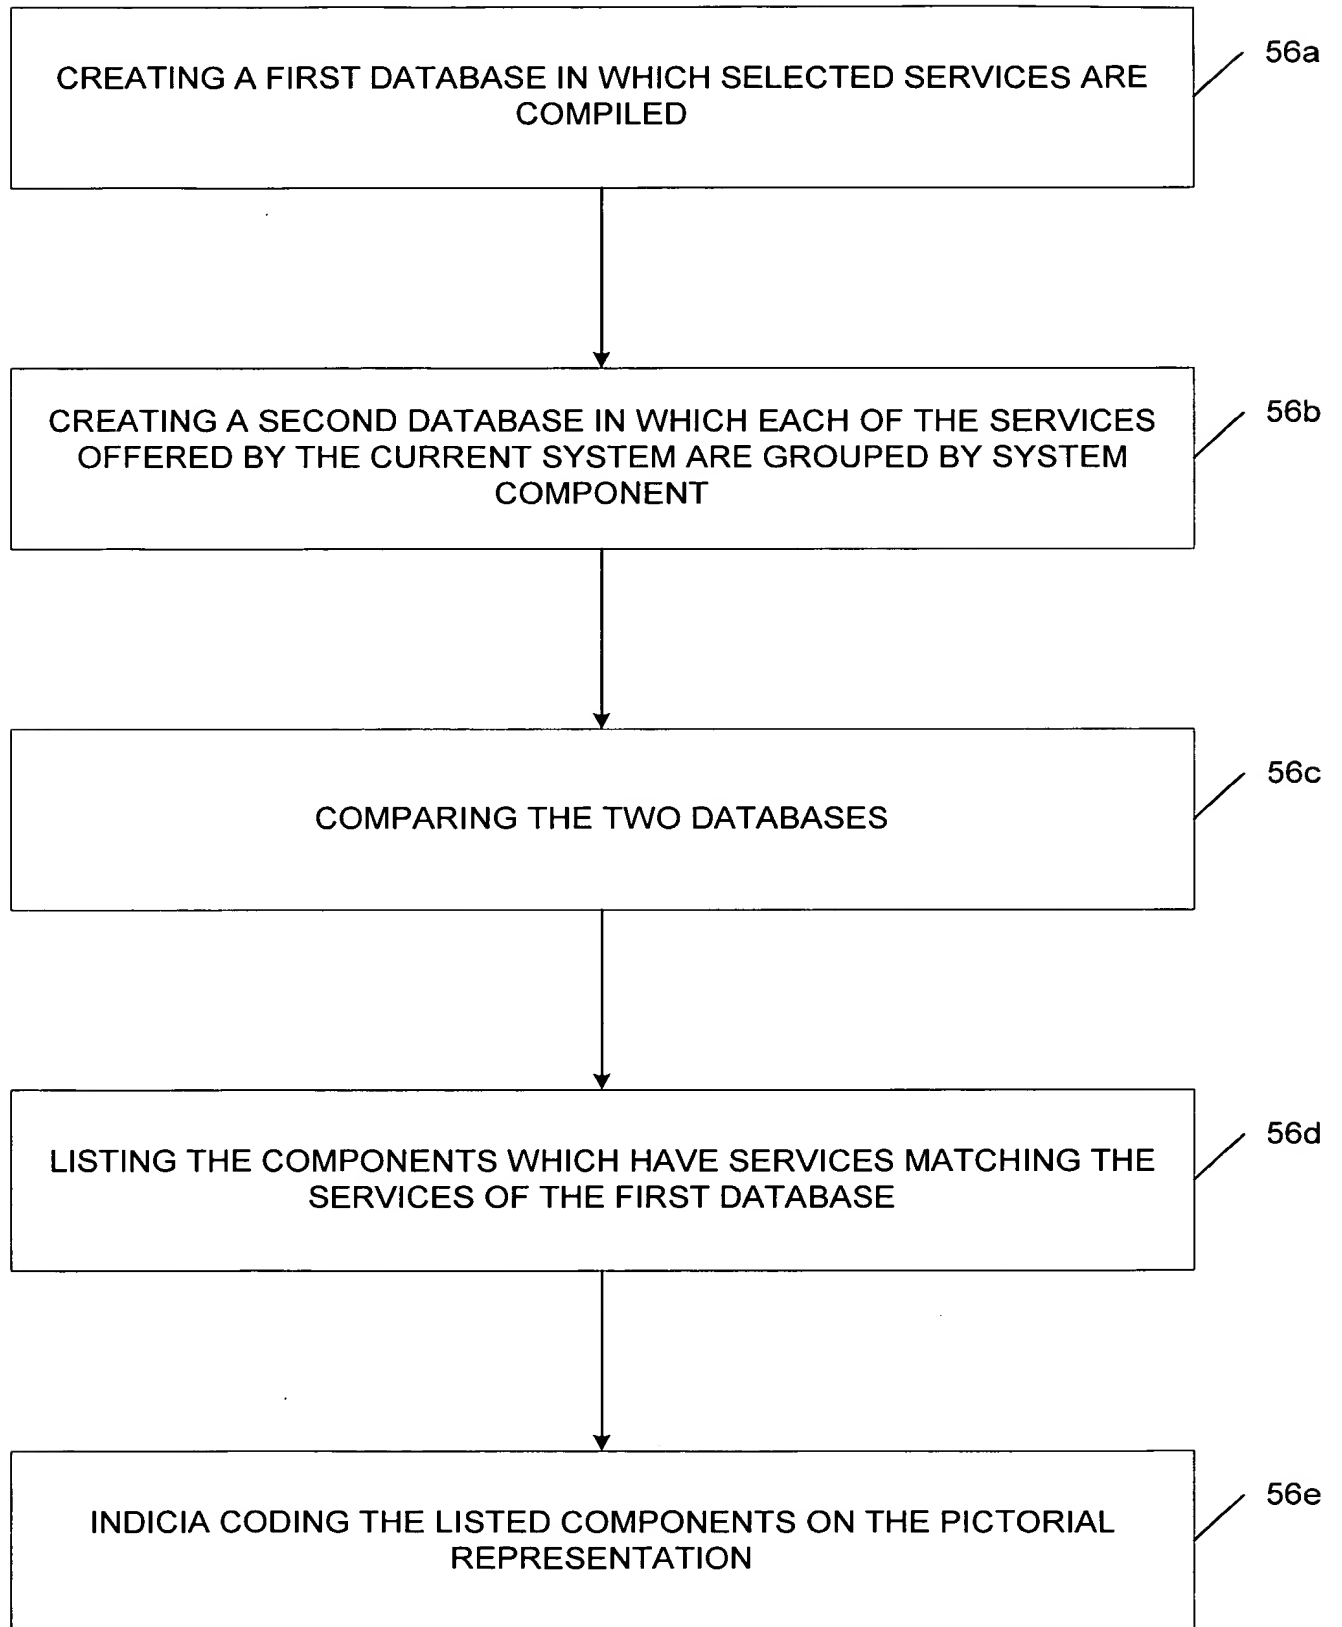 CREATING A FIRST DATABASE IN WHICH SELECTED SERVICES ARE
COMPILED
56a
CREATING A SECOND DATABASE IN WHICH EACH OF THE SERVICES
OFFERED BY THE CURRENT SYSTEM ARE GROUPED BY SYSTEM
COMPONENT
56b
COMPARING THE TWO DATABASES
56c
LISTING THE COMPONENTS WHICH HAVE SERVICES MATCHING THE
SERVICES OF THE FIRST DATABASE
56d
INDICIA CODING THE LISTED COMPONENTS ON THE PICTORIAL
REPRESENTATION
56e